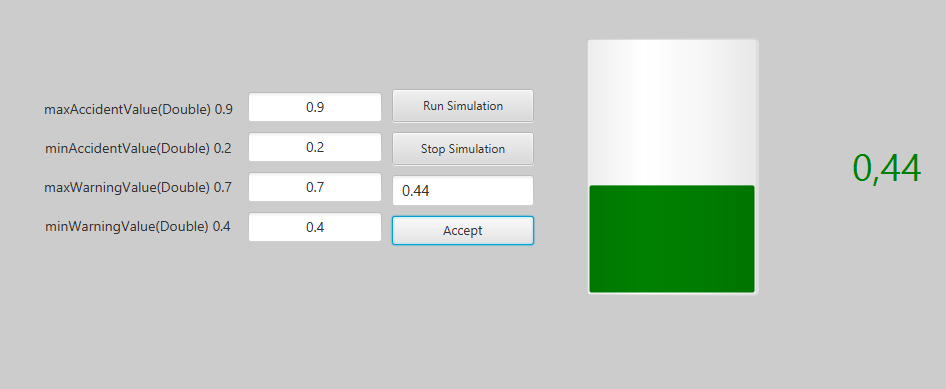 maxAccidentValue(Double) 0.9
0.9
Run Simulation
minAccidentValue(Double) 0.2
0.2
Stop Simulation
maxWarningValue(Double) 0.7
0.7
0.44
minWarningValue(Double) 0.4
0.4
Accept
0,44